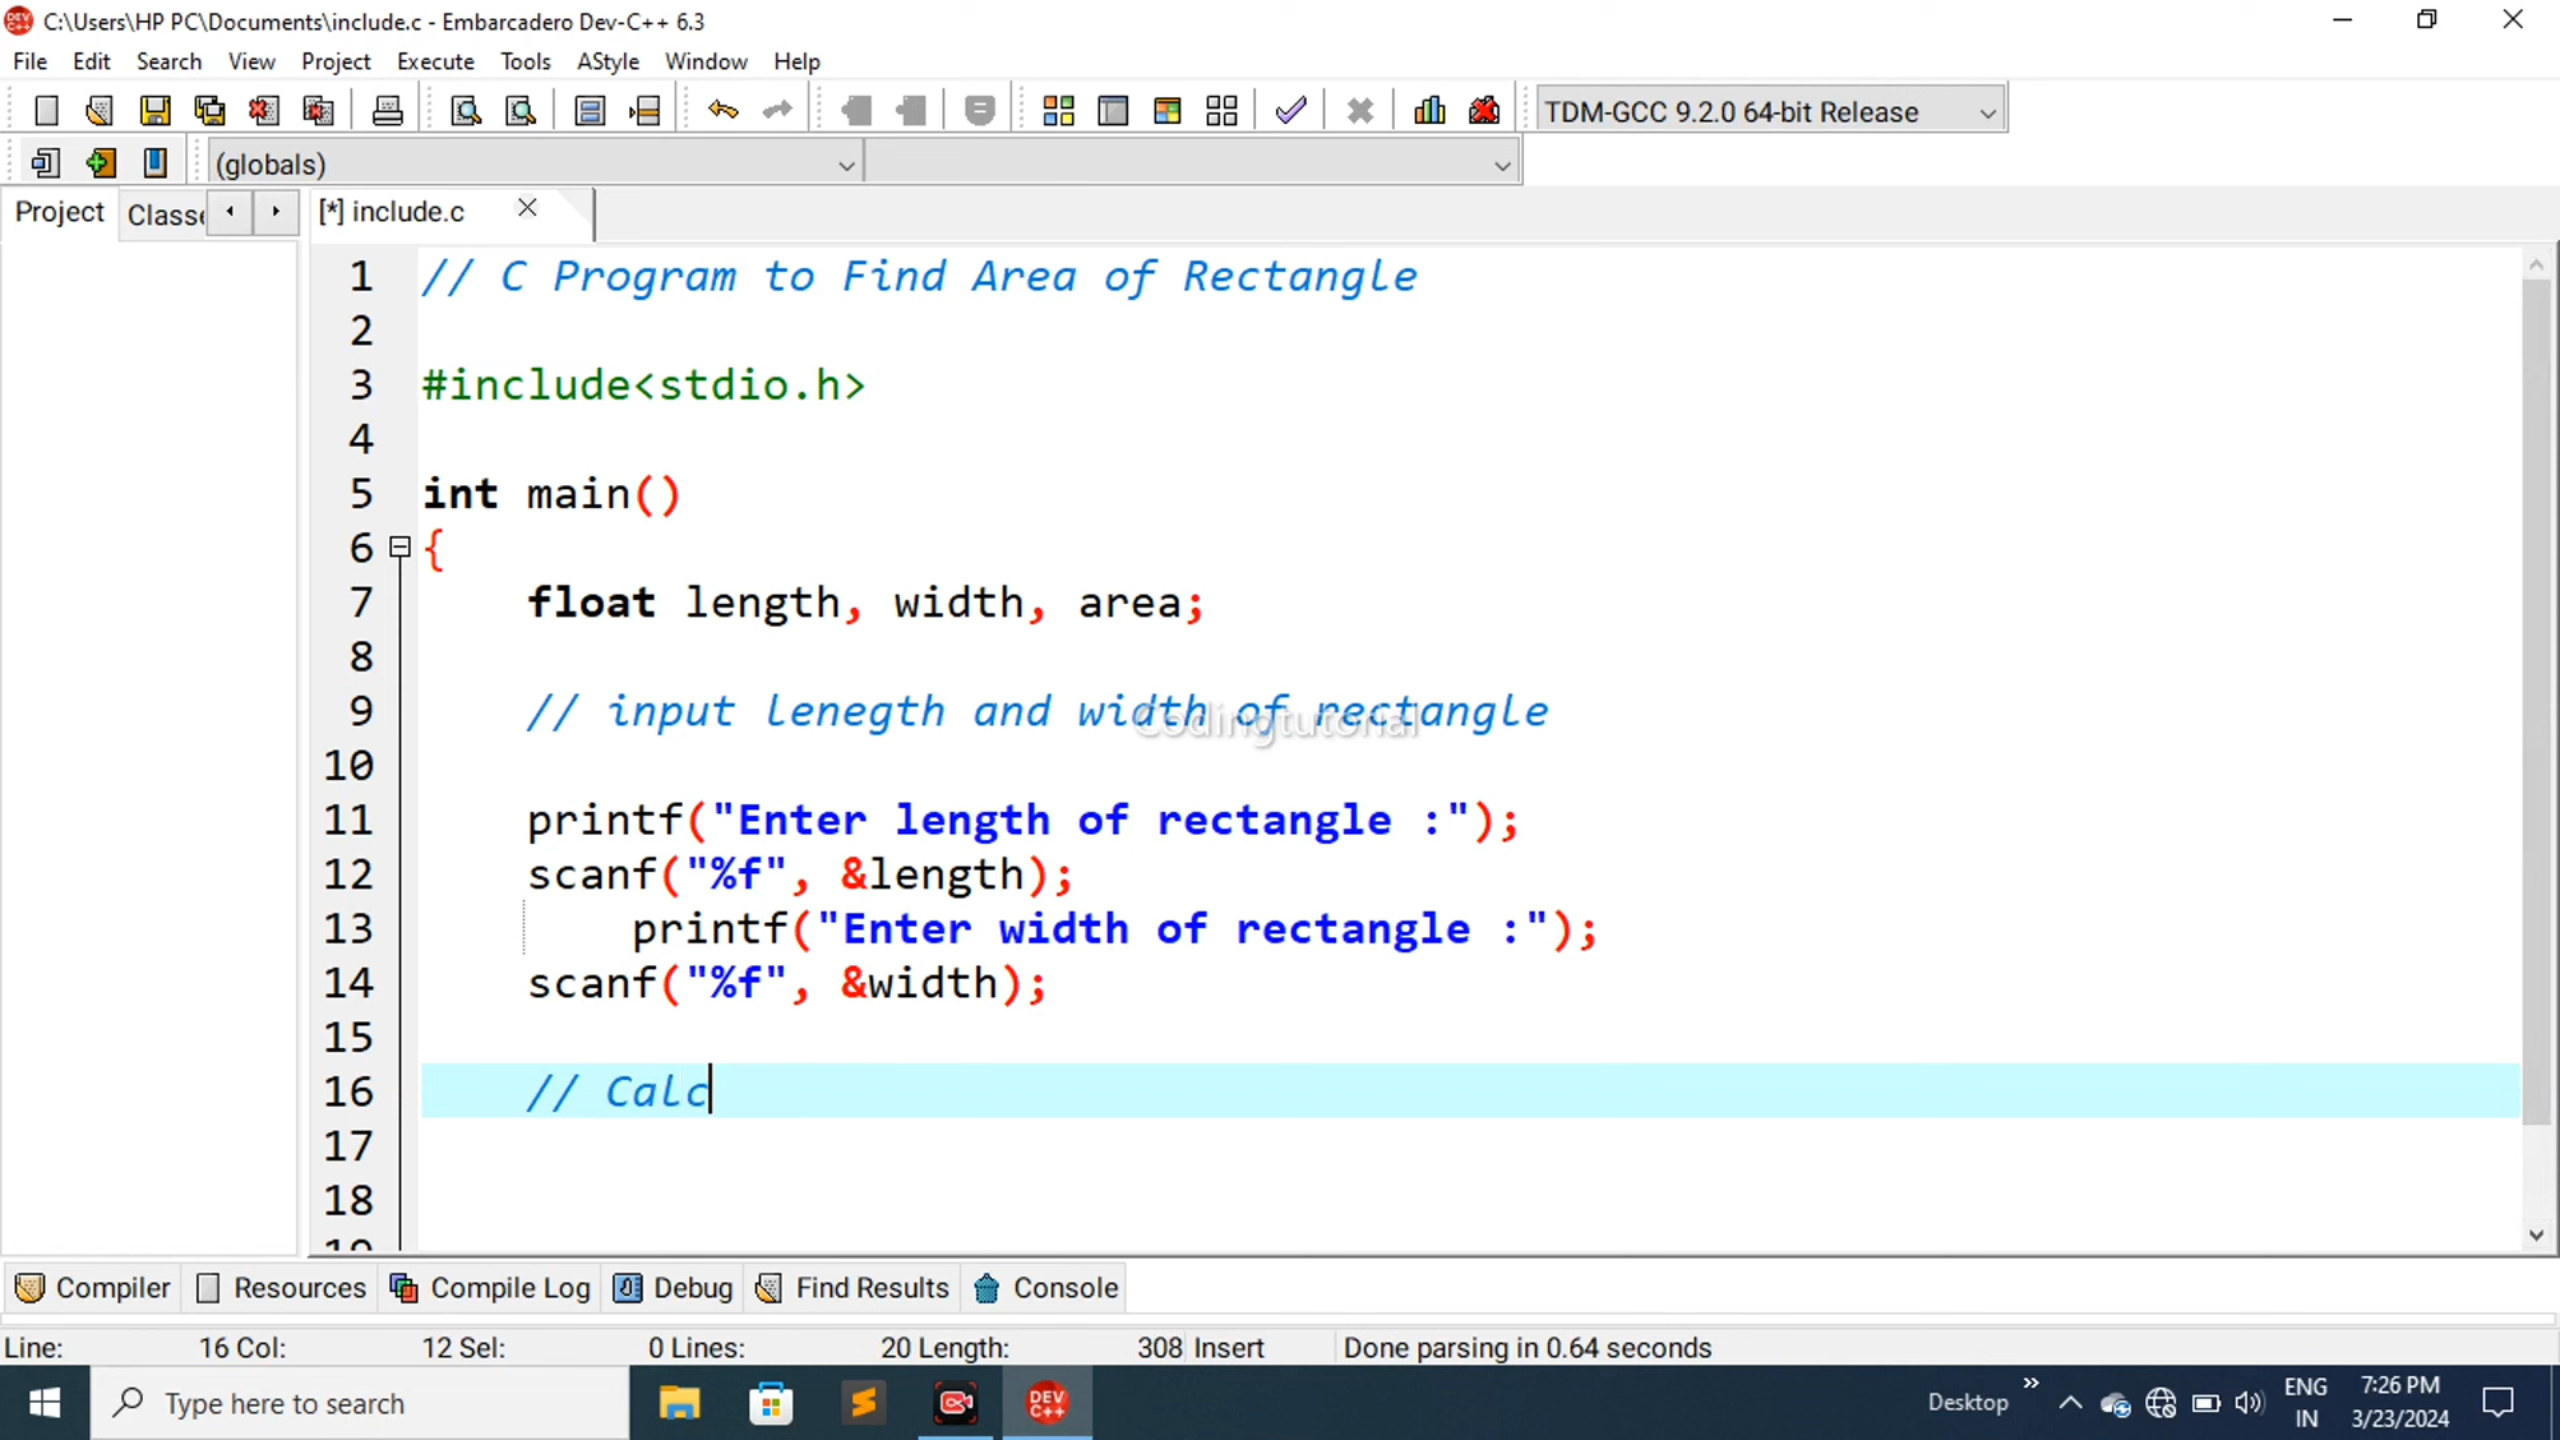 C:\Users\HP PC\Documents\include.c - Embarcadero Dev-C++ 6.3
File Edit Search View Project Execute Tools AStyle Window Help
TDM-GCC 9.2.0 64-bit Release
(globals)
Project Classe [*] include.c
1 // C Program to Find Area of Rectangle
2
3 #include<stdio.h>
4
5 int main()
6 {
7 float length, width, area;
8
9 // input lenegth and width of rectangle
Codingtutorial
10
11 printf("Enter length of rectangle :");
12 scanf("%f", &length);
13 printf("Enter width of rectangle :");
14 scanf("%f", &width);
15
16 // Calc
17
18
19
Compiler Resources Compile Log Debug Find Results Console
Line: 16 Col: 12 Sel: 0 Lines: 20 Length: 308 Insert Done parsing in 0.64 seconds
Type here to search DEV C++ Desktop ENG 7:26 PM
IN 3/23/2024